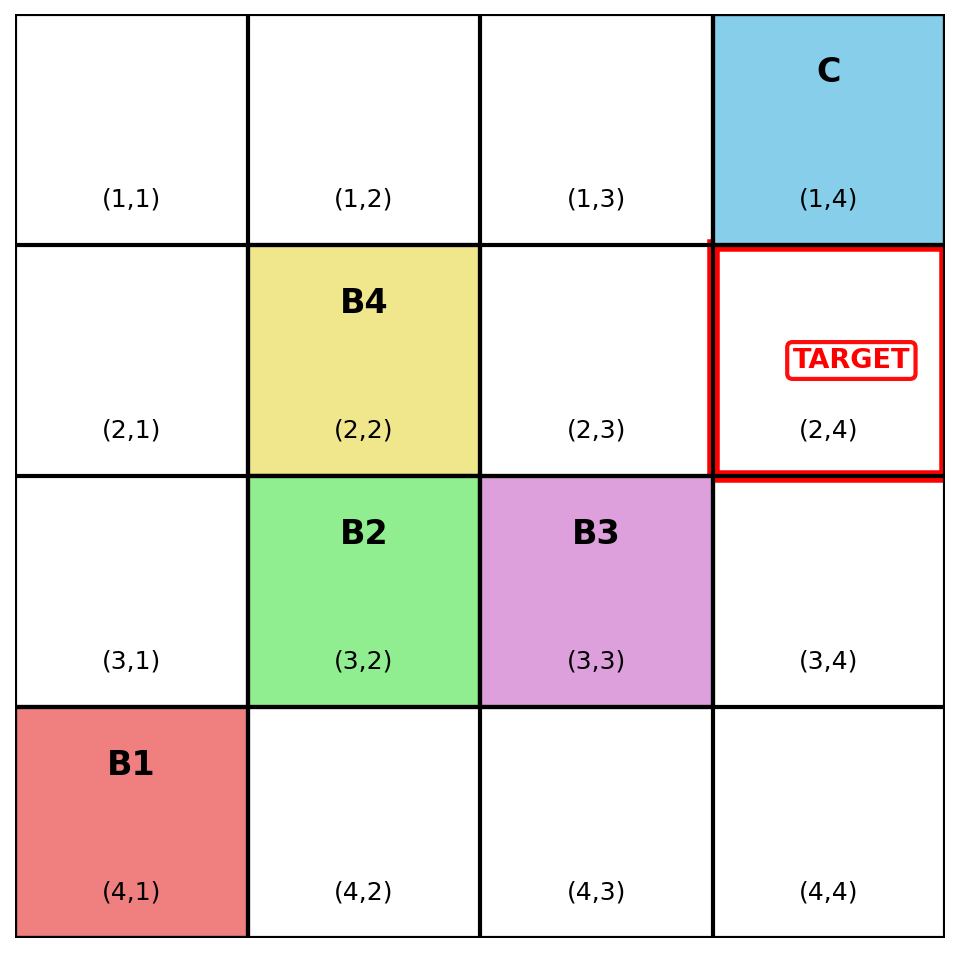 C
(1,1) (1,2) (1,3) (1,4)
B4
TARGET
(2,1) (2,2) (2,3) (2,4)
B2 B3
(3,1) (3,2) (3,3) (3,4)
B1
(4,1) (4,2) (4,3) (4,4)